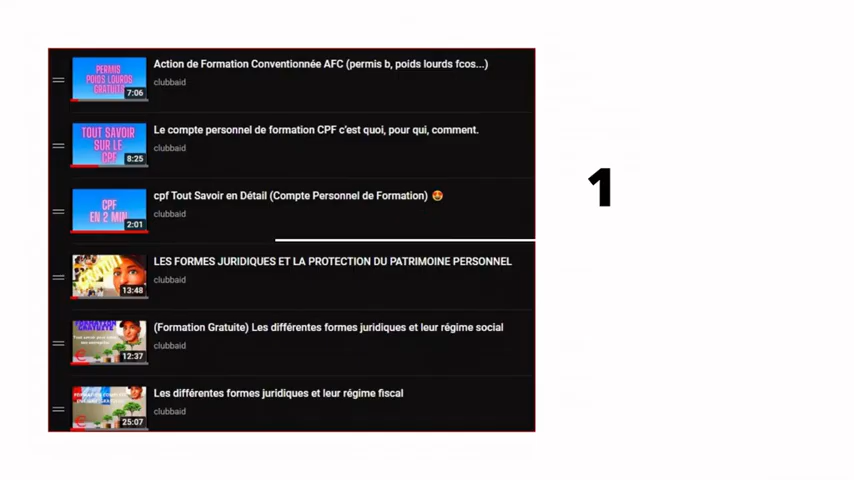 PERMIS
POIDS LOURDS
GRATUITE
7:06
Action de Formation Conventionnée AFC (permis b, poids lourds fcos...)
clubbaid
TOUT SAVOIR
SUR LE
CPF
8:25
Le compte personnel de formation CPF c'est quoi, pour qui, comment.
clubbaid
1
CPF
EN 2 MIN
2:01
cpf Tout Savoir en Détail (Compte Personnel de Formation) 😍
clubbaid
GRATUIT
13:48
LES FORMES JURIDIQUES ET LA PROTECTION DU PATRIMOINE PERSONNEL
clubbaid
FORMATION
GRATUITE
12:37
(Formation Gratuite) Les différentes formes juridiques et leur régime social
clubbaid
25:07
Les différentes formes juridiques et leur régime fiscal
clubbaid